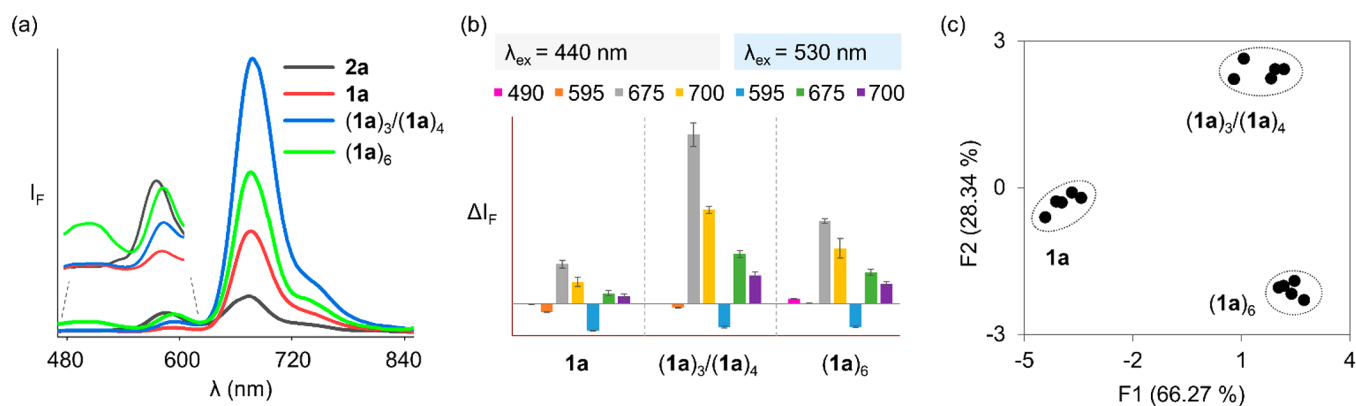 (a)
2a
1a
(1a)₃/(1a)₄
(1a)₆
I_F
480 600 720 840
λ (nm)
(b)
λex = 440 nm
λex = 530 nm
490 595 675 700 595 675 700
ΔI_F
1a (1a)₃/(1a)₄ (1a)₆
(c)
3
0
-3
F2 (28.34 %)
(1a)₃/(1a)₄
1a
(1a)₆
-5 -2 1 4
F1 (66.27 %)